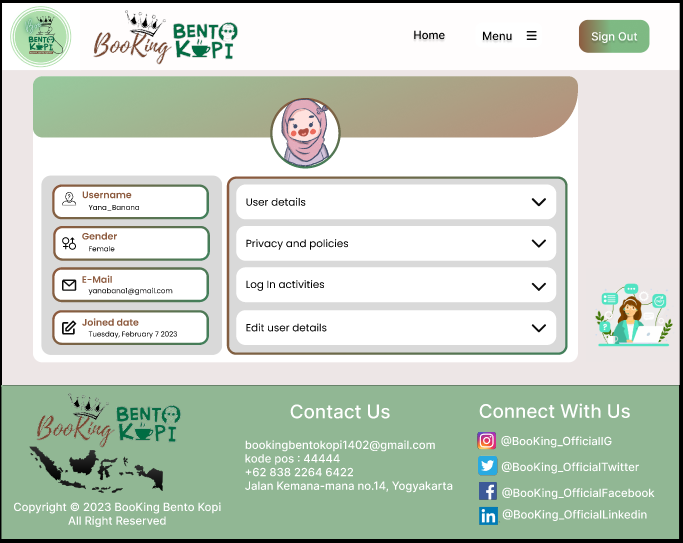 BENTO
KOPI
BooKing
BENTO
KOPI
Home
Menu
Sign Out
Username
Yana_Banana
Gender
Female
E-Mail
yanabana1@gmail.com
Joined date
Tuesday, February 7 2023
User details
Privacy and policies
Log In activities
Edit user details
BooKing
BENTO
KOPI
Copyright © 2023 BooKing Bento Kopi
All Right Reserved
Contact Us
bookingbentokopi1402@gmail.com
kode pos : 44444
+62 838 2264 6422
Jalan Kemana-mana no.14, Yogyakarta
Connect With Us
@BooKing_OfficialIG
@BooKing_OfficialTwitter
@BooKing_OfficialFacebook
@BooKing_OfficialLinkedin